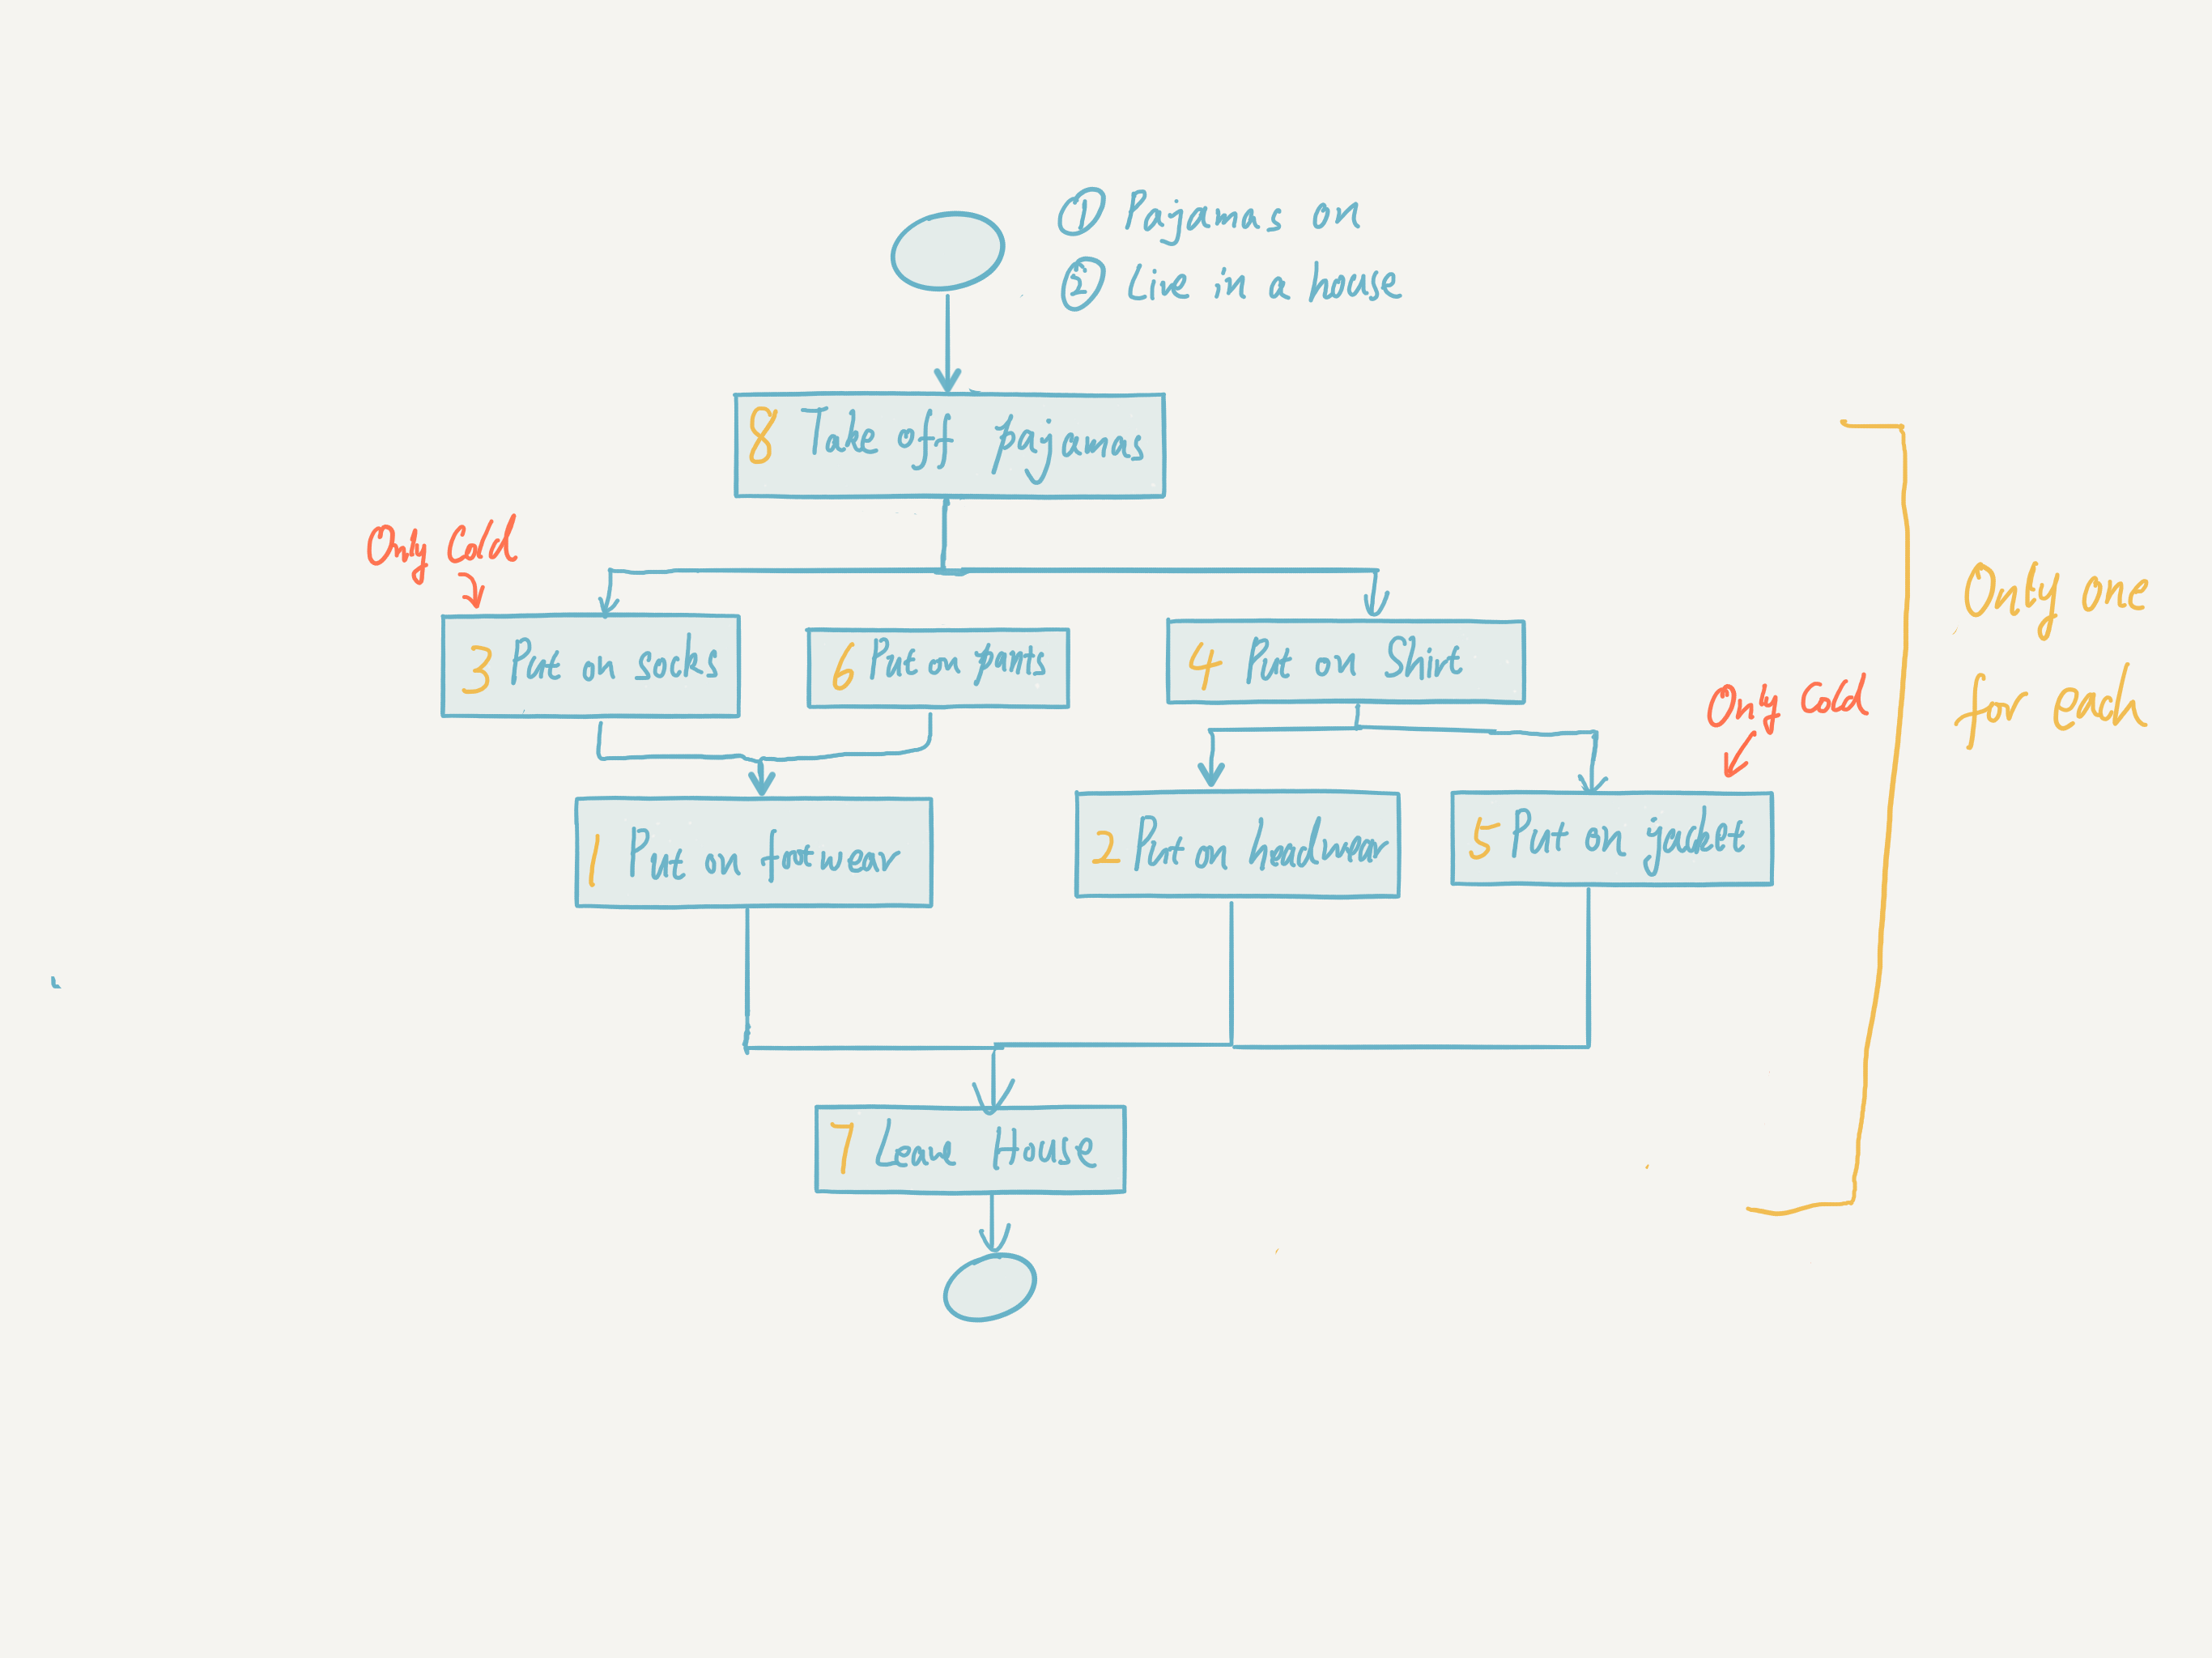 ① Pajamas on
② Live in a house
8 Take off pajamas
Only Cold
3 Put on socks
6 Put on pants
4 Put on Shirt
Only one
for each
Only Cold
1 Put on footwear
2 Put on headwear
5 Put on jacket
7 Leave House